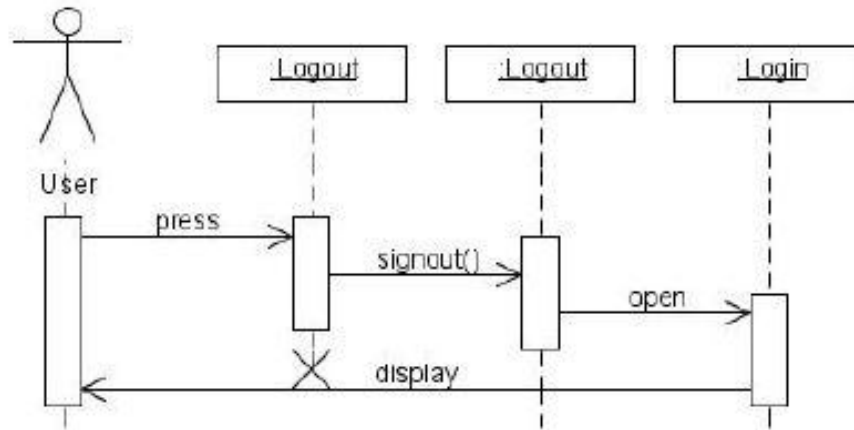 :Logout
:Logout
:Login
User
press
signout()
open
display